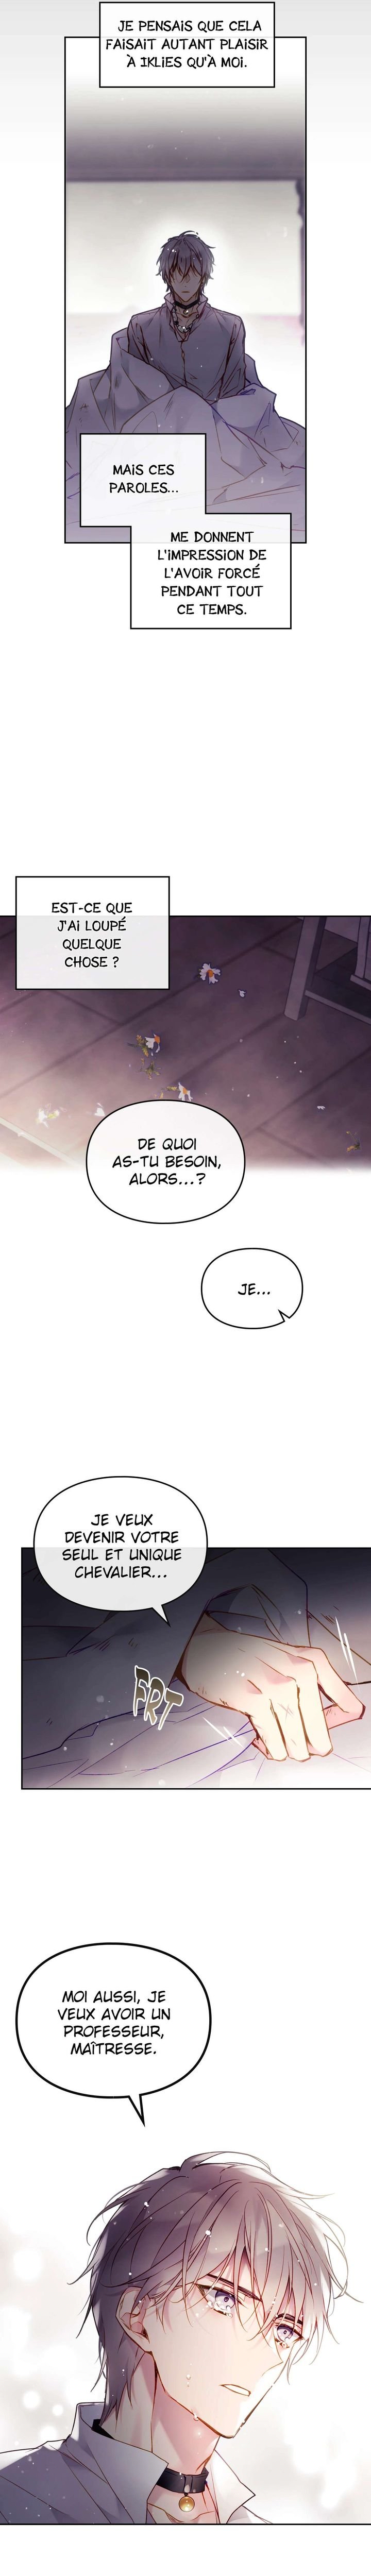 JE PENSAIS QUE CELA
FAISAIT AUTANT PLAISIR
À IKLIES QU'À MOI.
MAIS CES
PAROLES...
ME DONNENT
L'IMPRESSION DE
L'AVOIR FORCÉ
PENDANT TOUT
CE TEMPS.
EST-CE QUE
J'AI LOUPÉ
QUELQUE
CHOSE ?
DE QUOI
AS-TU BESOIN,
ALORS...?
JE...
JE VEUX
DEVENIR VOTRE
SEUL ET UNIQUE
CHEVALIER...
FRT
MOI AUSSI, JE
VEUX AVOIR UN
PROFESSEUR,
MAÎTRESSE.